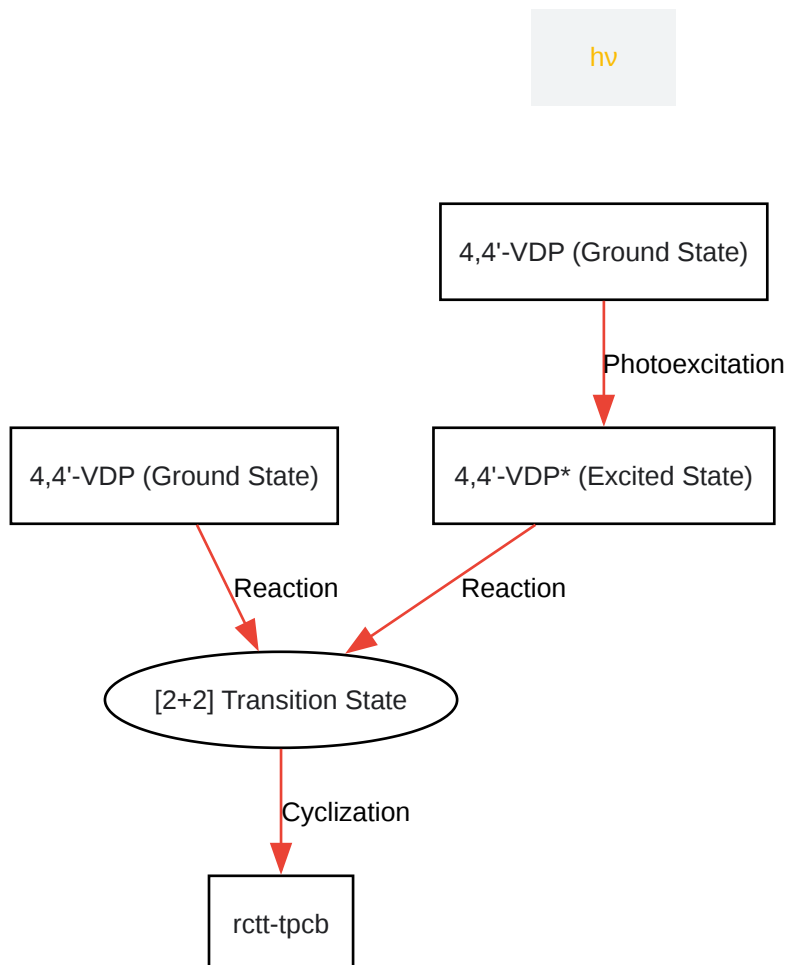 hν
4,4'-VDP (Ground State)
Photoexcitation
4,4'-VDP (Ground State)
4,4'-VDP* (Excited State)
Reaction
Reaction
[2+2] Transition State
Cyclization
rctt-tpcb